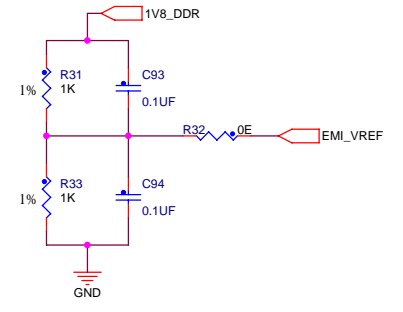 1V8_DDR
R31
1%
1K
C93
0.1UF
R32
0E
EMI_VREF
R33
1%
1K
C94
0.1UF
GND